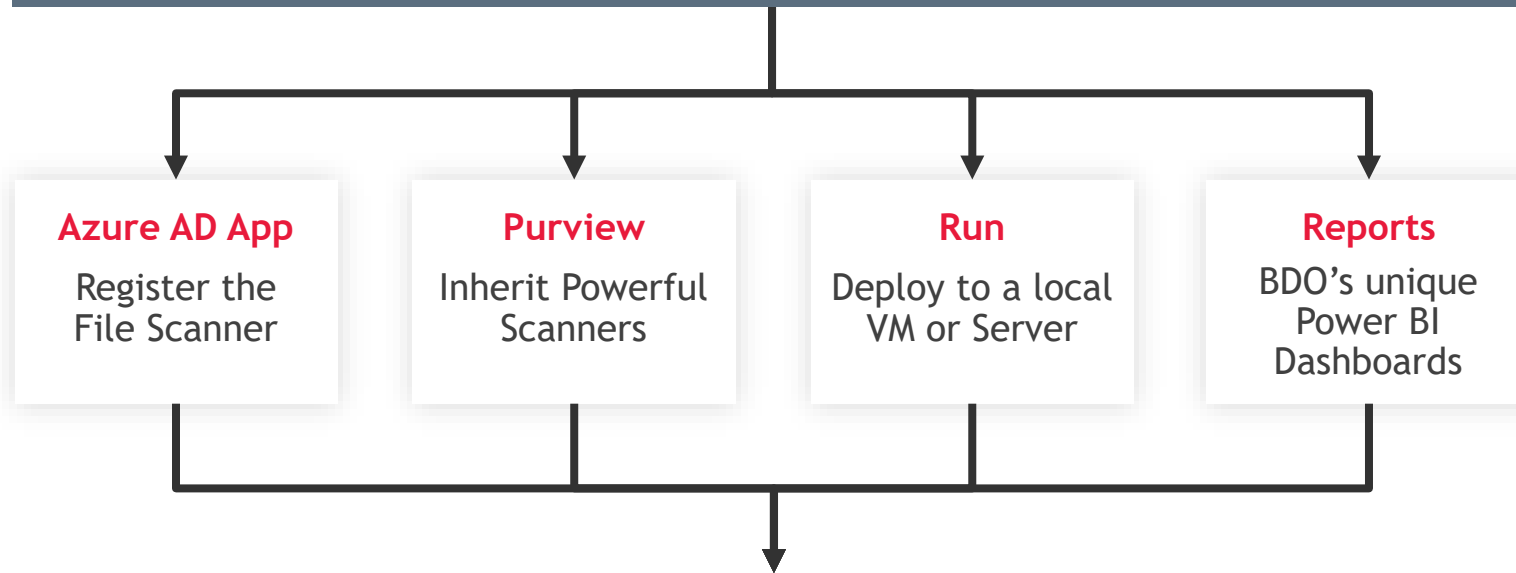 Azure AD App
Register the
File Scanner
Purview
Inherit Powerful
Scanners
Run
Deploy to a local
VM or Server
Reports
BDO’s unique
Power BI
Dashboards